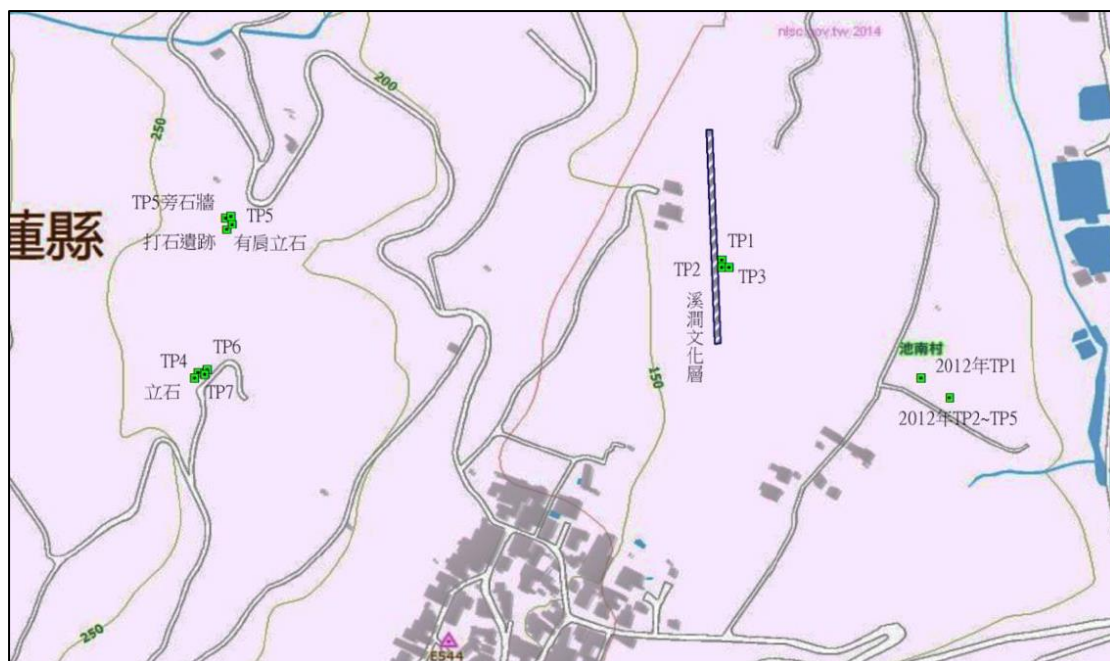 nlsc.gov.tw 2014
200
250
TP5旁石牆
TP5
打石遺跡
有肩立石
蓮縣
TP1
TP2
TP3
溪澗文化層
池南村
TP6
TP4
立石
TP7
150
2012年TP1
2012年TP2~TP5
250
E544